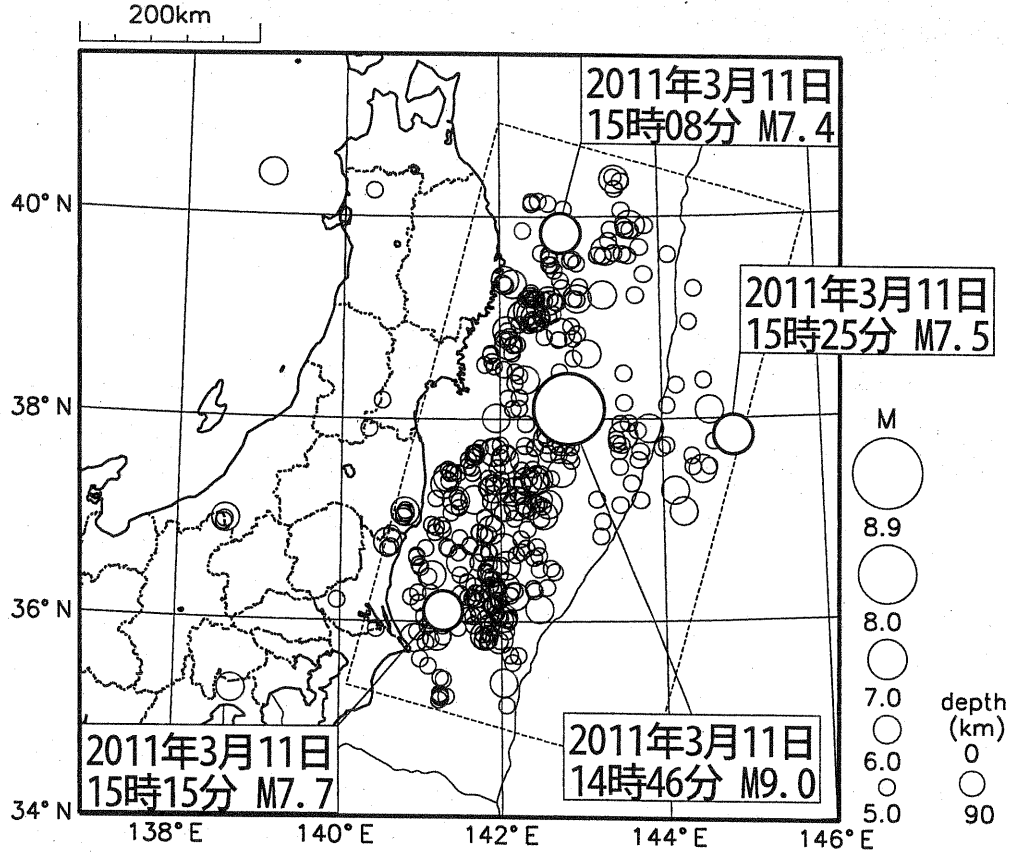 200km
2011年3月11日
15時08分 M7.4
40°N
2011年3月11日
15時25分 M7.5
38°N
M
8.9
8.0
36°N
7.0
depth
(km)
6.0
0
5.0
90
2011年3月11日
15時15分 M7.7
2011年3月11日
14時46分 M9.0
34°N
138°E
140°E
142°E
144°E
146°E